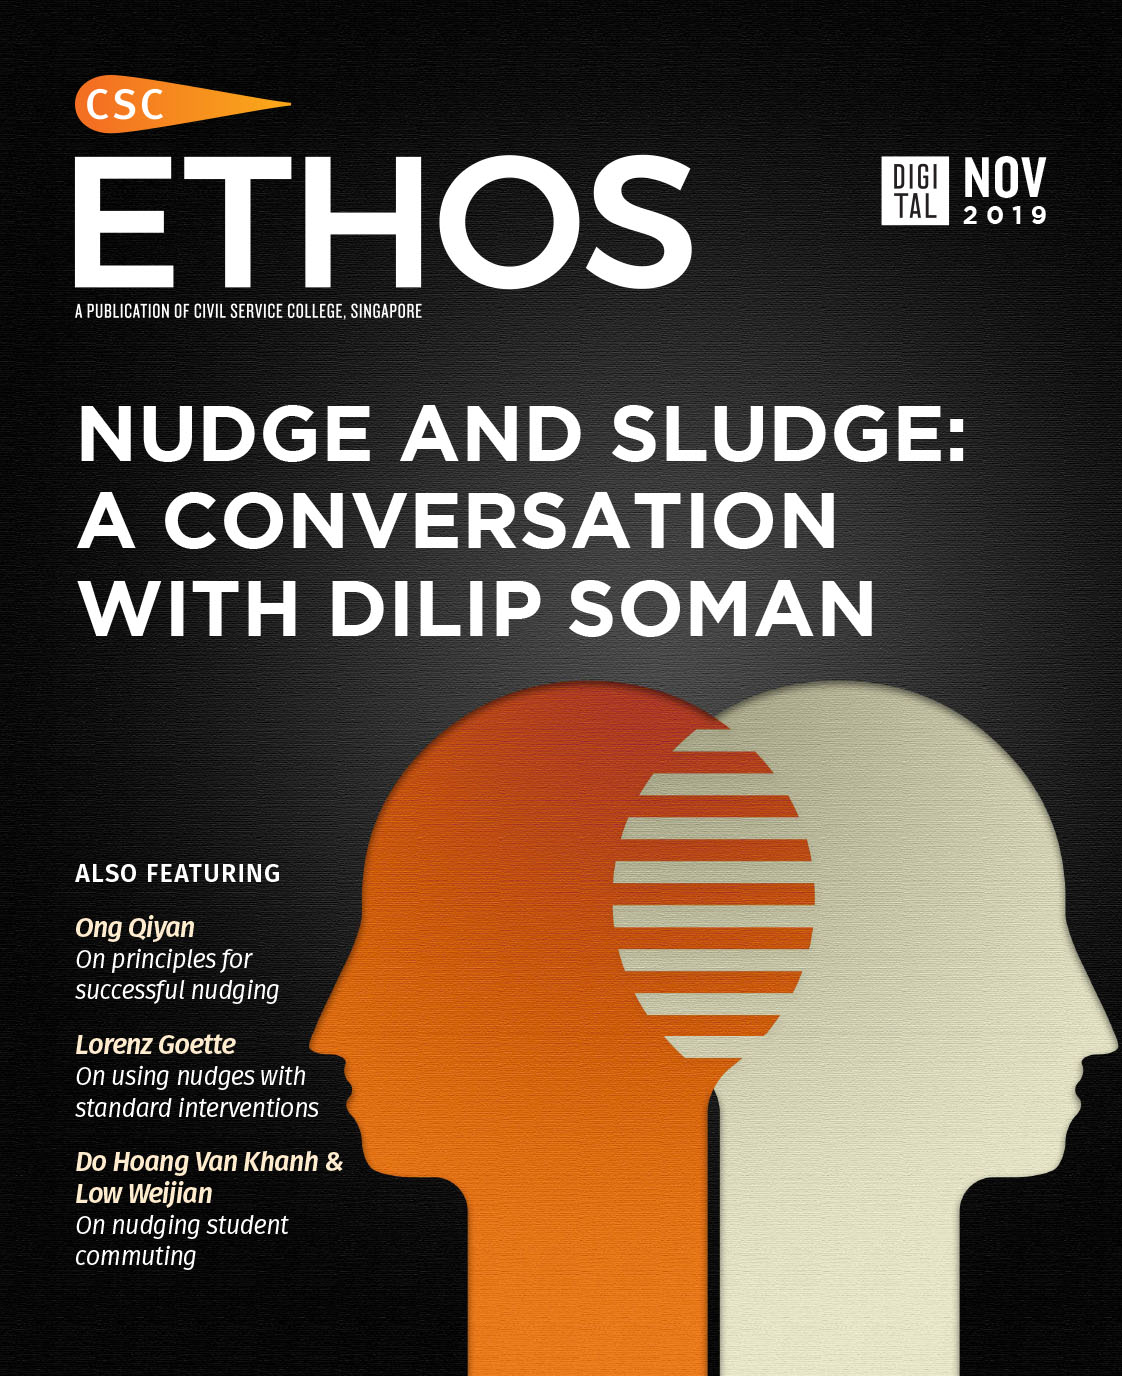 CSC
ETHOS
DIGI
TAL
NOV
2019
A PUBLICATION OF CIVIL SERVICE COLLEGE, SINGAPORE
NUDGE AND SLUDGE:
A CONVERSATION
WITH DILIP SOMAN
ALSO FEATURING
Ong Qiyan
On principles for
successful nudging
Lorenz Goette
On using nudges with
standard interventions
Do Hoang Van Khanh &
Low Weijian
On nudging student
commuting